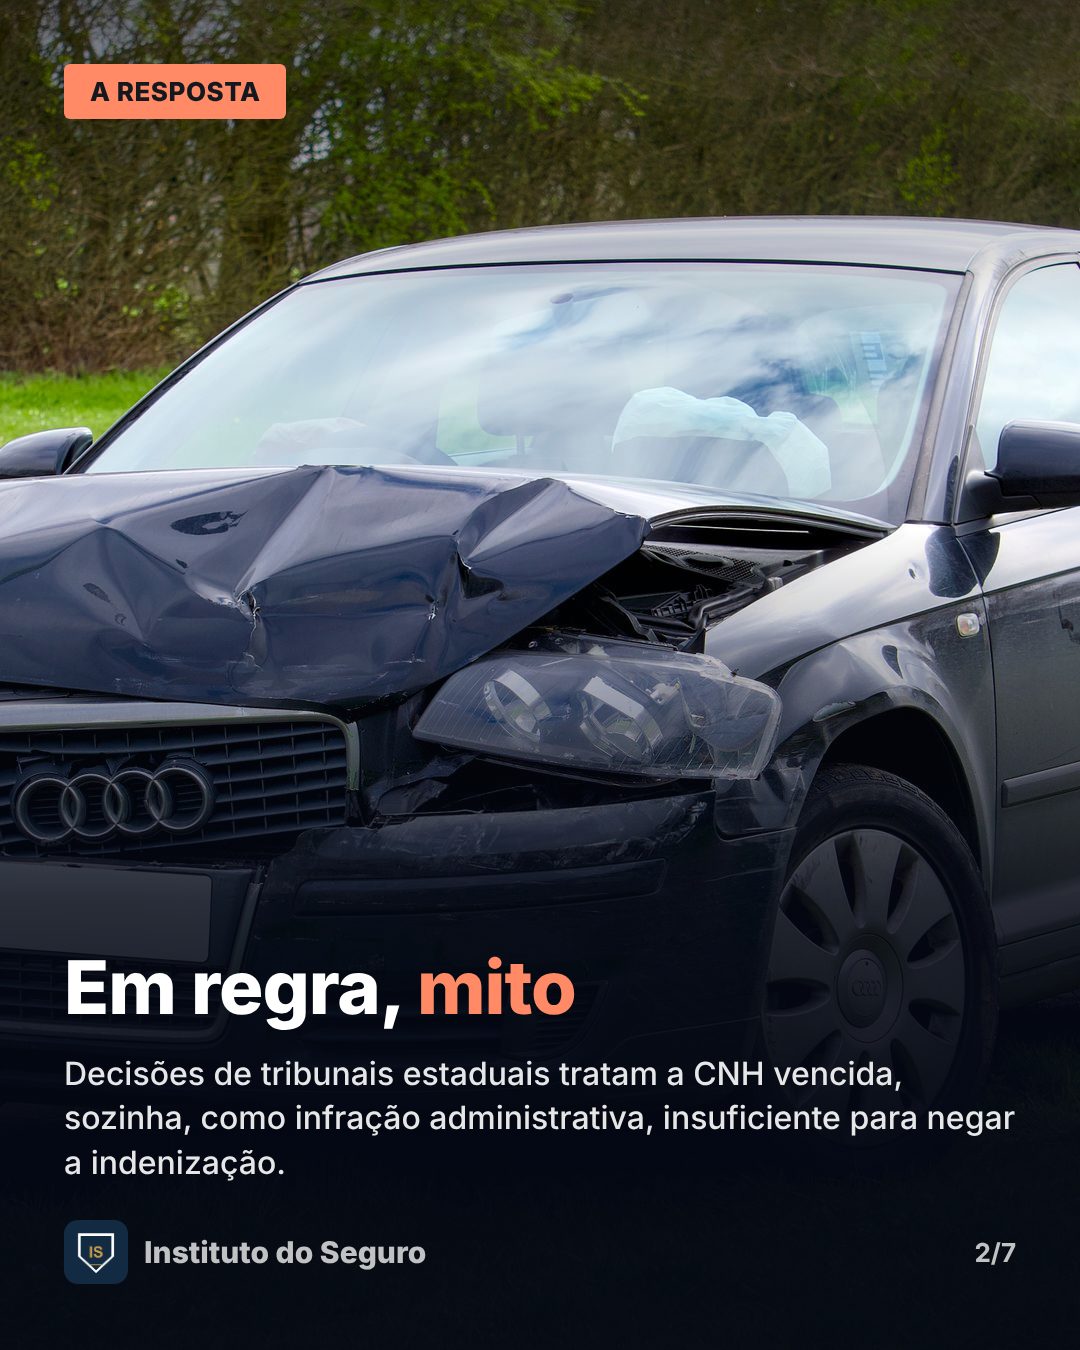 A RESPOSTA
Em regra, mito
Decisões de tribunais estaduais tratam a CNH vencida,
sozinha, como infração administrativa, insuficiente para negar
a indenização.
IS
Instituto do Seguro
2/7